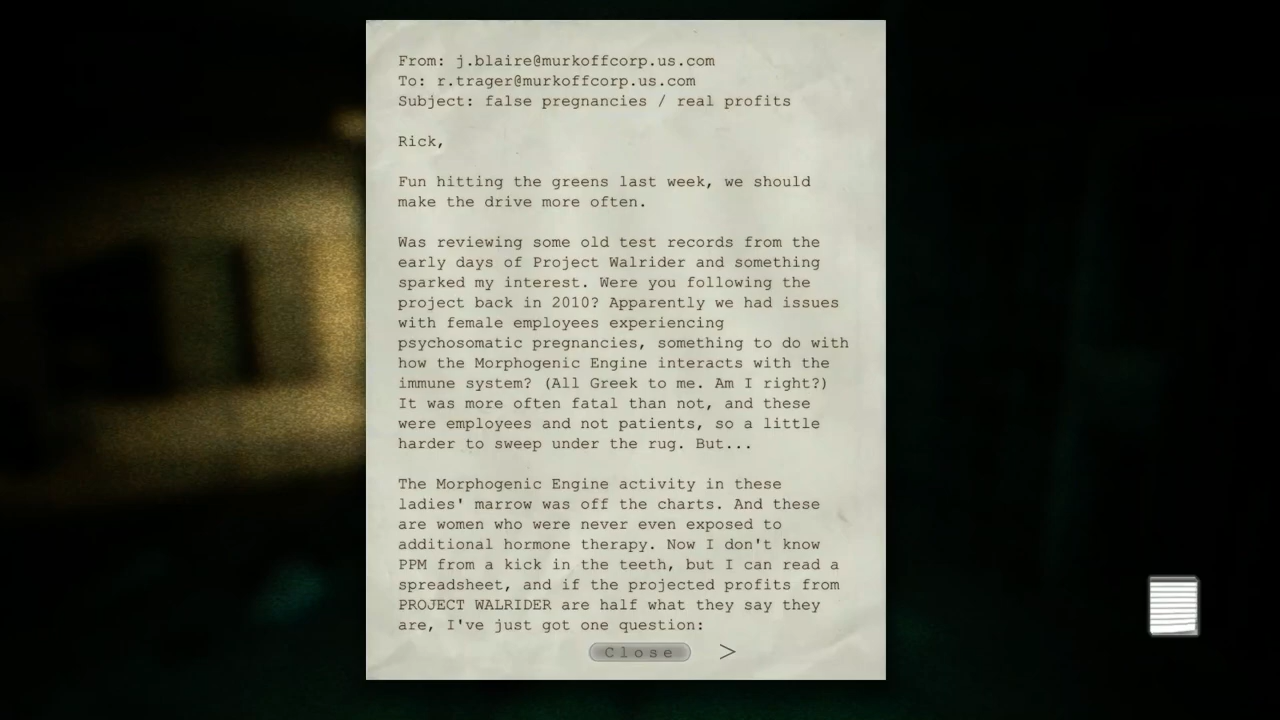 From: j.blaire@murkoffcorp.us.com
To: r.trager@murkoffcorp.us.com
Subject: false pregnancies / real profits
Rick,
Fun hitting the greens last week, we should
make the drive more often.
Was reviewing some old test records from the
early days of Project Walrider and something
sparked my interest. Were you following the
project back in 2010? Apparently we had issues
with female employees experiencing
psychosomatic pregnancies, something to do with
how the Morphogenic Engine interacts with the
immune system? (All Greek to me. Am I right?)
It was more often fatal than not, and these
were employees and not patients, so a little
harder to sweep under the rug. But...
The Morphogenic Engine activity in these
ladies' marrow was off the charts. And these
are women who were never even exposed to
additional hormone therapy. Now I don't know
PPM from a kick in the teeth, but I can read a
spreadsheet, and if the projected profits from
PROJECT WALRIDER are half what they say they
are, I've just got one question:
Close >